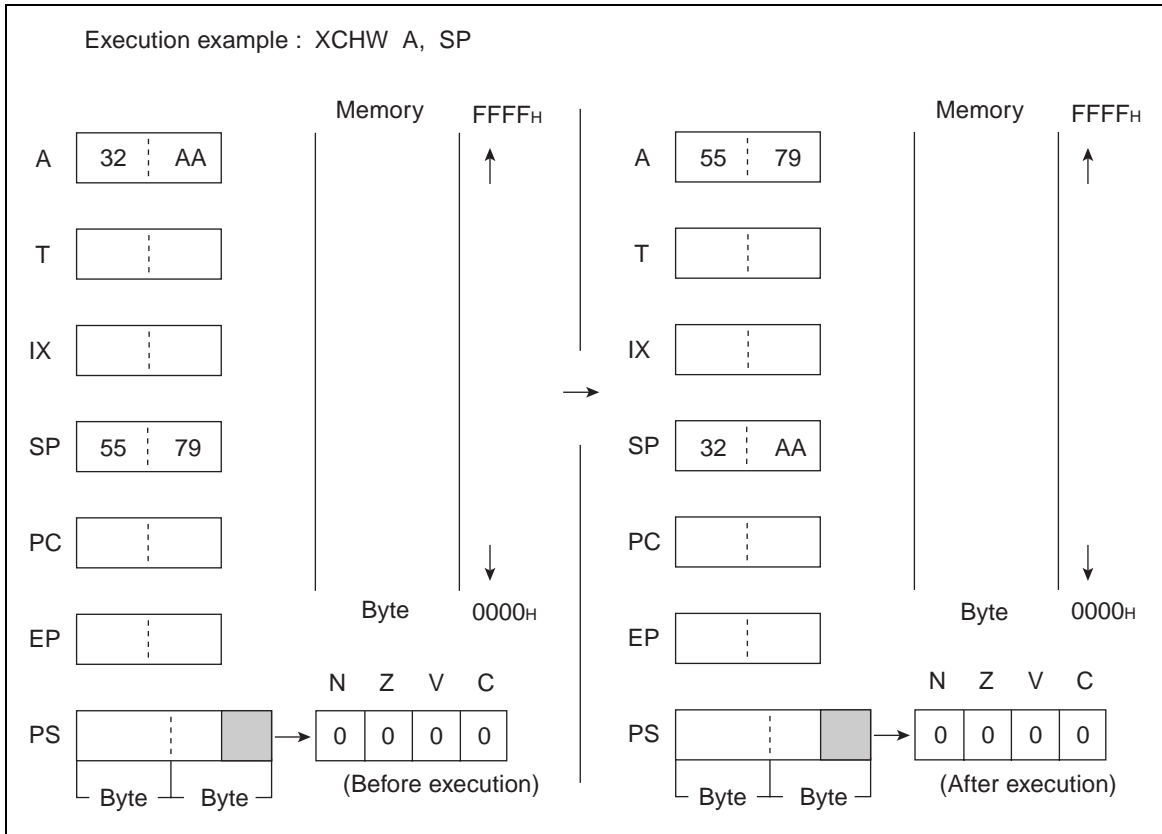 Execution example : XCHW A, SP
Memory FFFFH
A 32 AA
T
IX
SP 55 79
PC
Byte 0000H
EP
N Z V C
PS 0 0 0 0
Byte Byte (Before execution)
Memory FFFFH
A 55 79
T
IX
SP 32 AA
PC
Byte 0000H
EP
N Z V C
PS 0 0 0 0
Byte Byte (After execution)